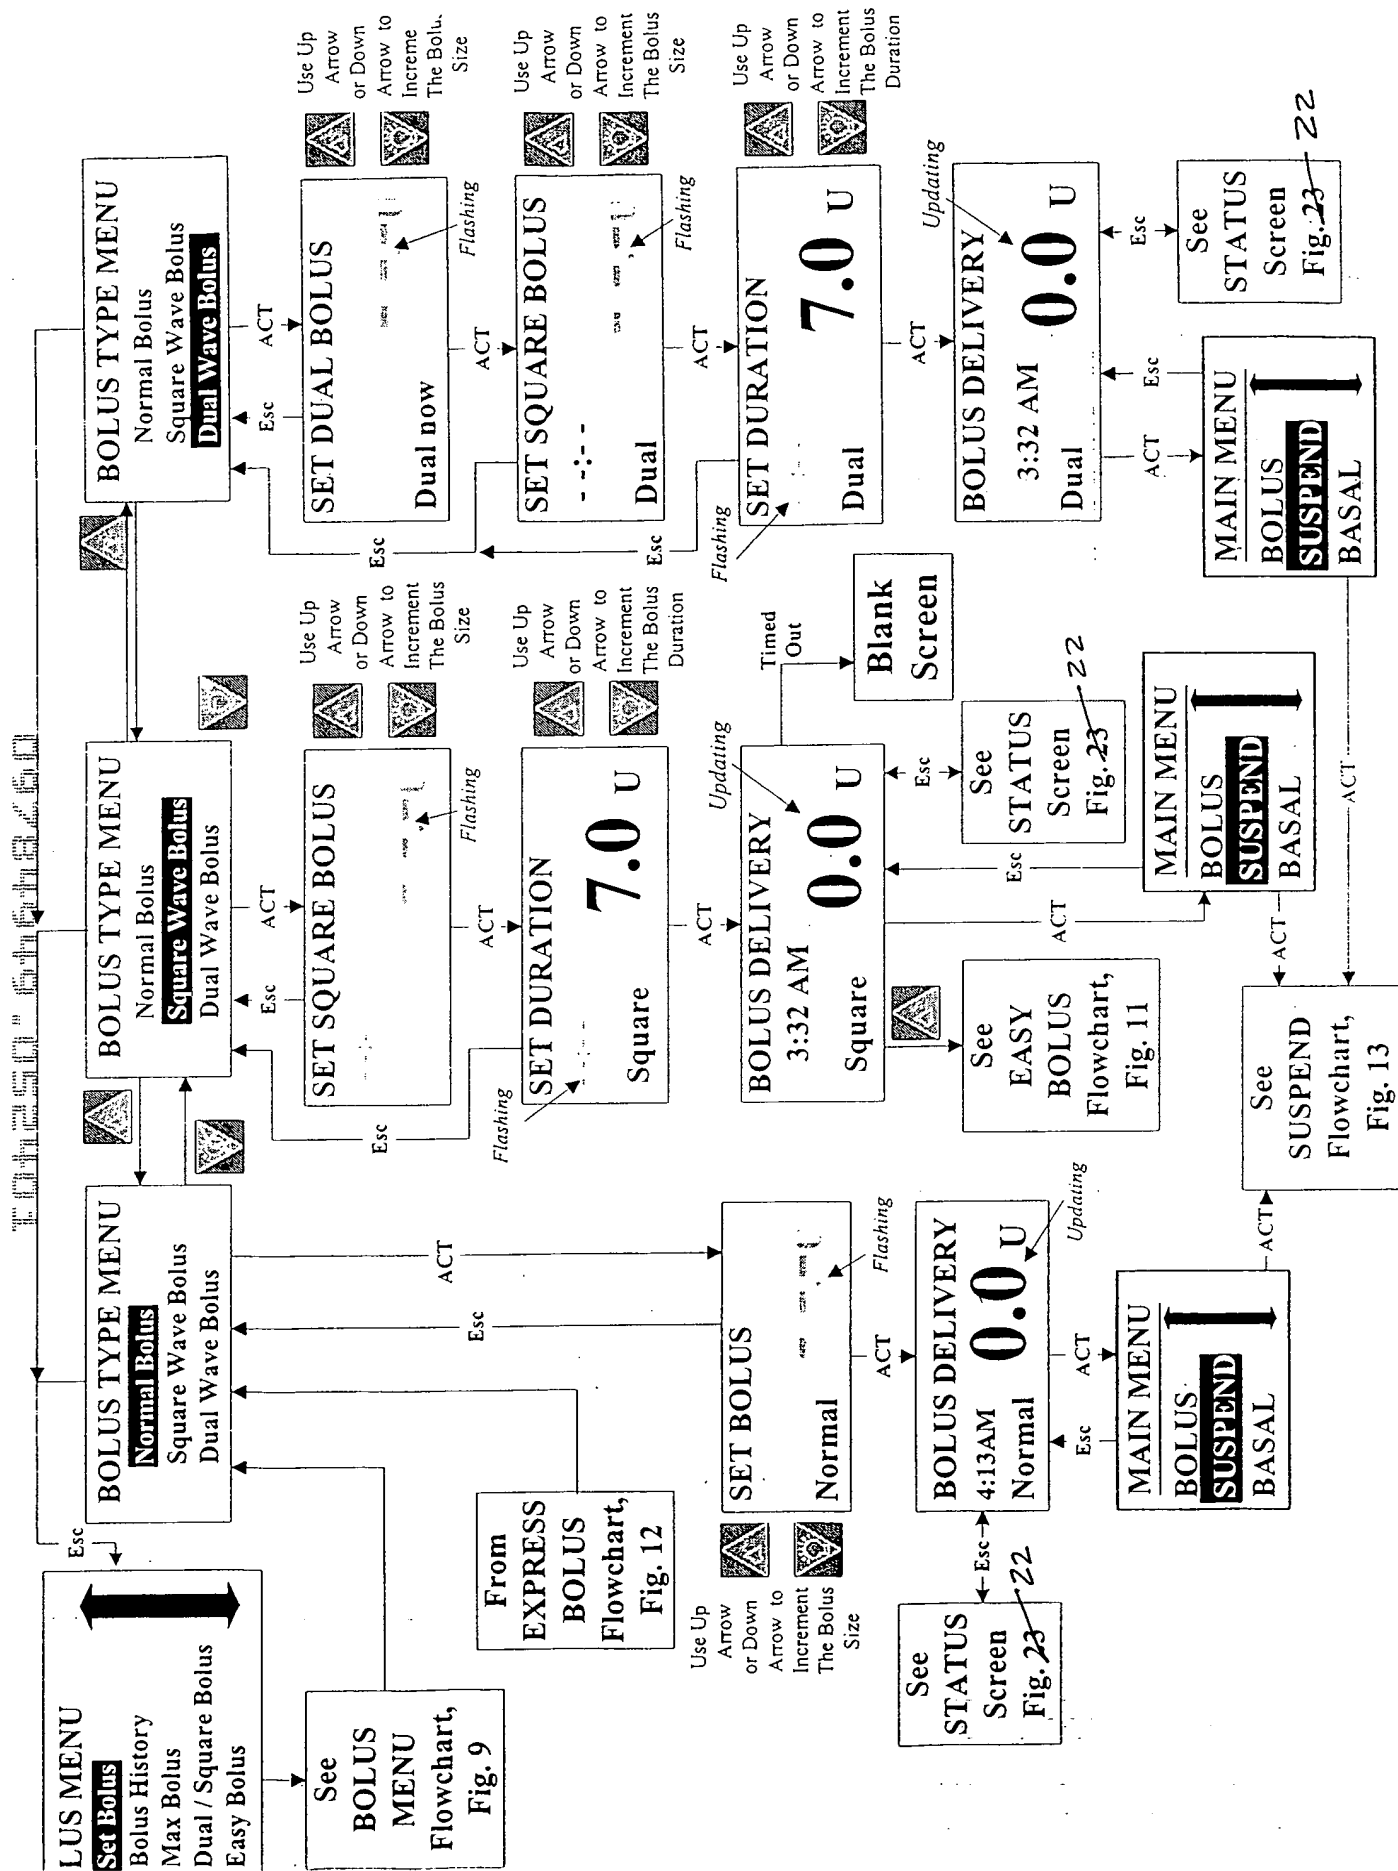 LUS MENU
Set Bolus
Bolus History
Max Bolus
Dual / Square Bolus
Easy Bolus
Esc
See
BOLUS
MENU
Flowchart,
Fig. 9
BOLUS TYPE MENU
Normal Bolus
Square Wave Bolus
Dual Wave Bolus
From
EXPRESS
BOLUS
Flowchart,
Fig. 12
Esc
ACT
Use Up
Arrow
or Down
Arrow to
Increment
The Bolus
Size
SET BOLUS
Normal
Flashing
ACT
See
STATUS
Screen
Fig. 23 22
Esc
BOLUS DELIVERY
4:13AM
0.0 U
Normal
Updating
Esc
ACT
MAIN MENU
BOLUS
SUSPEND
BASAL
ACT
See
SUSPEND
Flowchart,
Fig. 13
BOLUS TYPE MENU
Normal Bolus
Square Wave Bolus
Dual Wave Bolus
Esc
ACT
SET SQUARE BOLUS
-:-
Flashing
Use Up
Arrow
or Down
Arrow to
Increment
The Bolus
Size
Esc
ACT
Flashing
SET DURATION
-:--
7.0 U
Square
Use Up
Arrow
or Down
Arrow to
Increment
The Bolus
Duration
ACT
BOLUS DELIVERY
3:32 AM
0.0 U
Square
Updating
Timed
Out
Blank
Screen
See
EASY
BOLUS
Flowchart,
Fig. 11
ACT
Esc
Esc
See
STATUS
Screen
Fig. 23 22
MAIN MENU
BOLUS
SUSPEND
BASAL
ACT
BOLUS TYPE MENU
Normal Bolus
Square Wave Bolus
Dual Wave Bolus
Esc
ACT
SET DUAL BOLUS
Dual now
Flashing
Use Up
Arrow
or Down
Arrow to
Increme
The Bolu.
Size
Esc
ACT
SET SQUARE BOLUS
-:--
Dual
Flashing
Use Up
Arrow
or Down
Arrow to
Increment
The Bolus
Size
Esc
ACT
Flashing
SET DURATION
-:--
7.0 U
Dual
Use Up
Arrow
or Down
Arrow to
Increment
The Bolus
Duration
ACT
BOLUS DELIVERY
3:32 AM
0.0 U
Dual
Updating
ACT
Esc
Esc
See
STATUS
Screen
Fig. 23 22
MAIN MENU
BOLUS
SUSPEND
BASAL
ACT